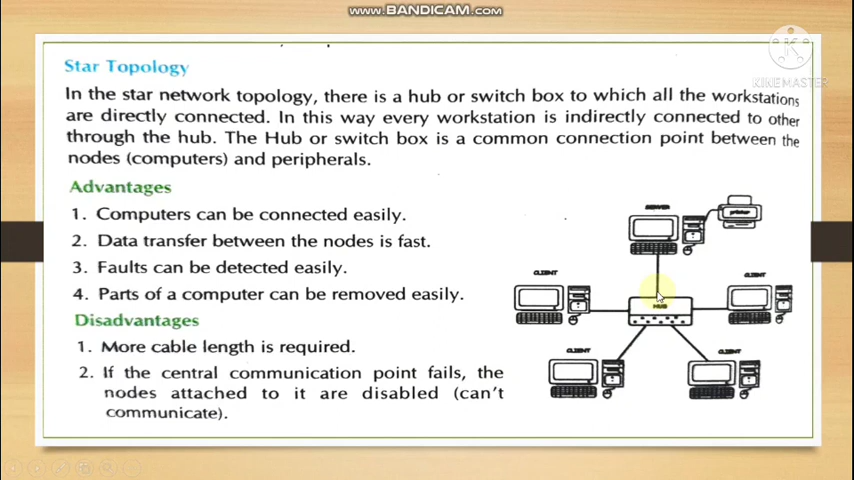 WWW.BANDICAM.COM
KINEMASTER
Star Topology
In the star network topology, there is a hub or switch box to which all the workstations
are directly connected. In this way every workstation is indirectly connected to other
through the hub. The Hub or switch box is a common connection point between the
nodes (computers) and peripherals.
Advantages
1. Computers can be connected easily.
2. Data transfer between the nodes is fast.
3. Faults can be detected easily.
4. Parts of a computer can be removed easily.
Disadvantages
1. More cable length is required.
2. If the central communication point fails, the
nodes attached to it are disabled (can't
communicate).
SERVER
printer
CLIENT
CLIENT
HUB
CLIENT
CLIENT